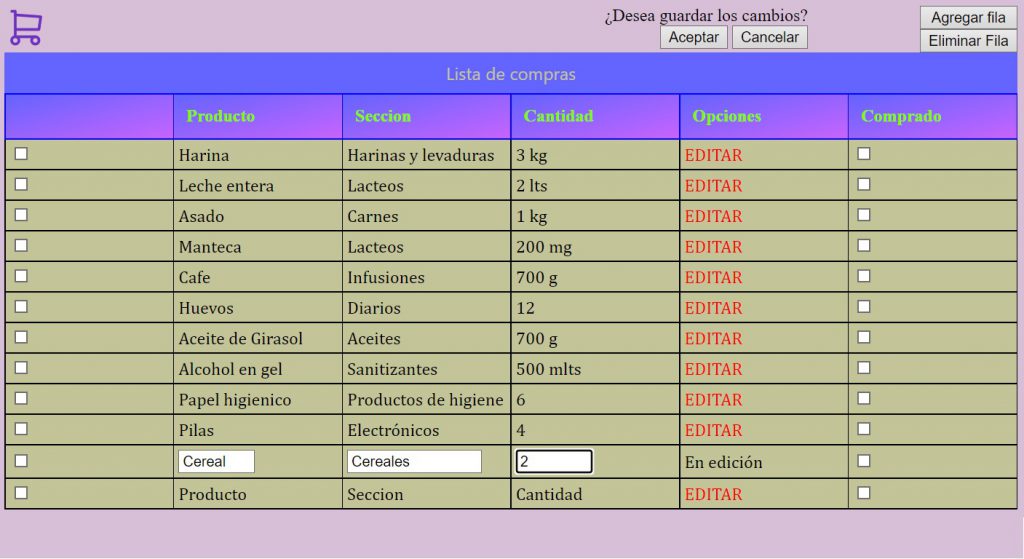 ¿Desea guardar los cambios?
Aceptar Cancelar
Agregar fila
Eliminar Fila
Lista de compras
Producto Seccion Cantidad Opciones Comprado
Harina Harinas y levaduras 3 kg EDITAR
Leche entera Lacteos 2 lts EDITAR
Asado Carnes 1 kg EDITAR
Manteca Lacteos 200 mg EDITAR
Cafe Infusiones 700 g EDITAR
Huevos Diarios 12 EDITAR
Aceite de Girasol Aceites 700 g EDITAR
Alcohol en gel Sanitizantes 500 mlts EDITAR
Papel higienico Productos de higiene 6 EDITAR
Pilas Electrónicos 4 EDITAR
Cereal Cereales 2 En edición
Producto Seccion Cantidad EDITAR